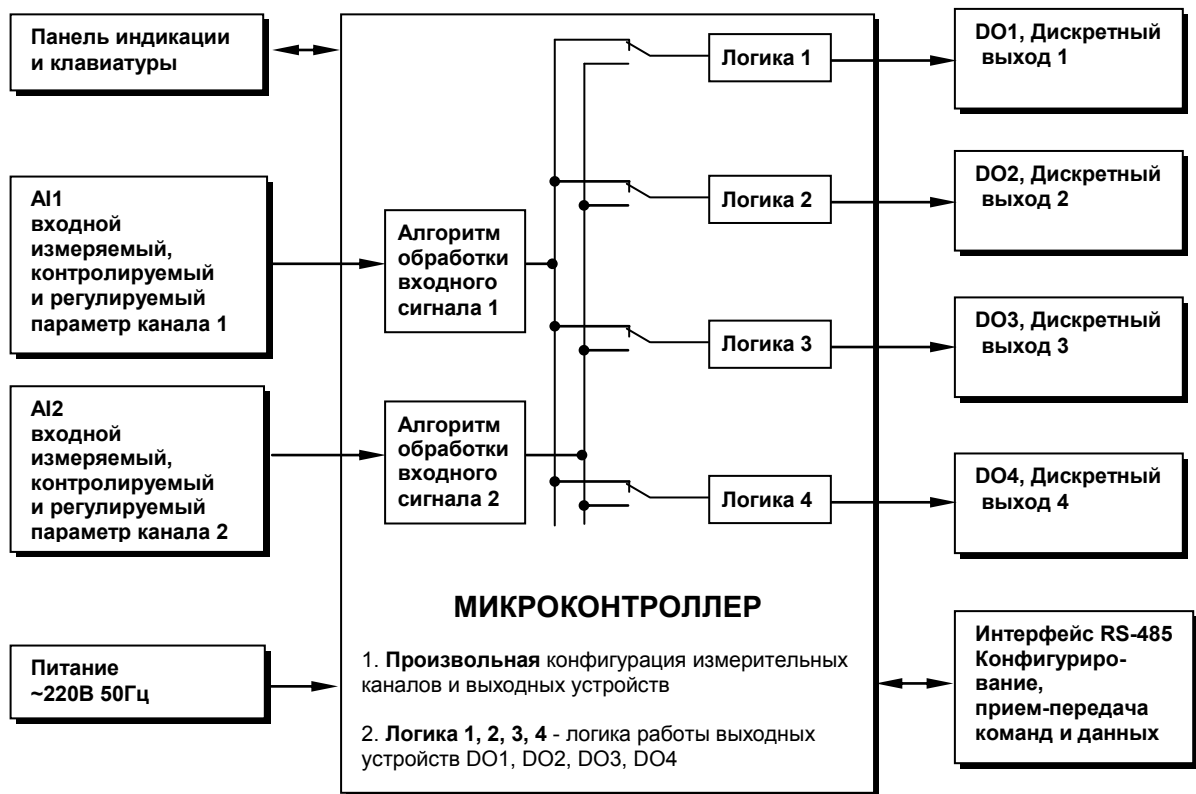 Панель индикации
и клавиатуры
AI1
входной
измеряемый,
контролируемый
и регулируемый
параметр канала 1
AI2
входной
измеряемый,
контролируемый
и регулируемый
параметр канала 2
Питание
~220В 50Гц
Алгоритм
обработки
входного
сигнала 1
Алгоритм
обработки
входного
сигнала 2
Логика 1
Логика 2
Логика 3
Логика 4
МИКРОКОНТРОЛЛЕР
1. Произвольная конфигурация измерительных
каналов и выходных устройств
2. Логика 1, 2, 3, 4 - логика работы выходных
устройств DO1, DO2, DO3, DO4
DO1, Дискретный
выход 1
DO2, Дискретный
выход 2
DO3, Дискретный
выход 3
DO4, Дискретный
выход 4
Интерфейс RS-485
Конфигуриро-
вание,
прием-передача
команд и данных